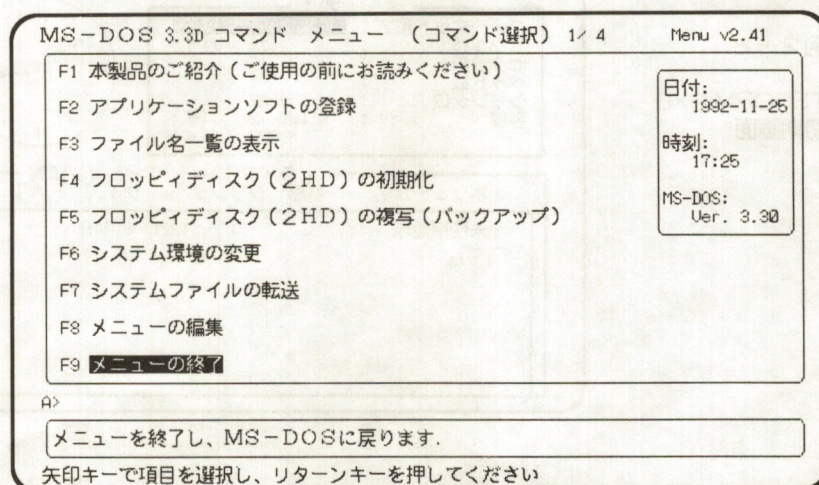 MS－DOS 3.3D コマンド メニュー （コマンド選択） 1/ 4 Menu v2.41
F1 本製品のご紹介（ご使用の前にお読みください）
F2 アプリケーションソフトの登録
F3 ファイル名一覧の表示
F4 フロッピィディスク（２HD）の初期化
F5 フロッピィディスク（２HD）の複写（バックアップ）
F6 システム環境の変更
F7 システムファイルの転送
F8 メニューの編集
F9 メニューの終了
日付:
1992-11-25
時刻:
17:25
MS-DOS:
Ver. 3.30
A>
メニューを終了し、MS－DOSに戻ります.
矢印キーで項目を選択し、リターンキーを押してください